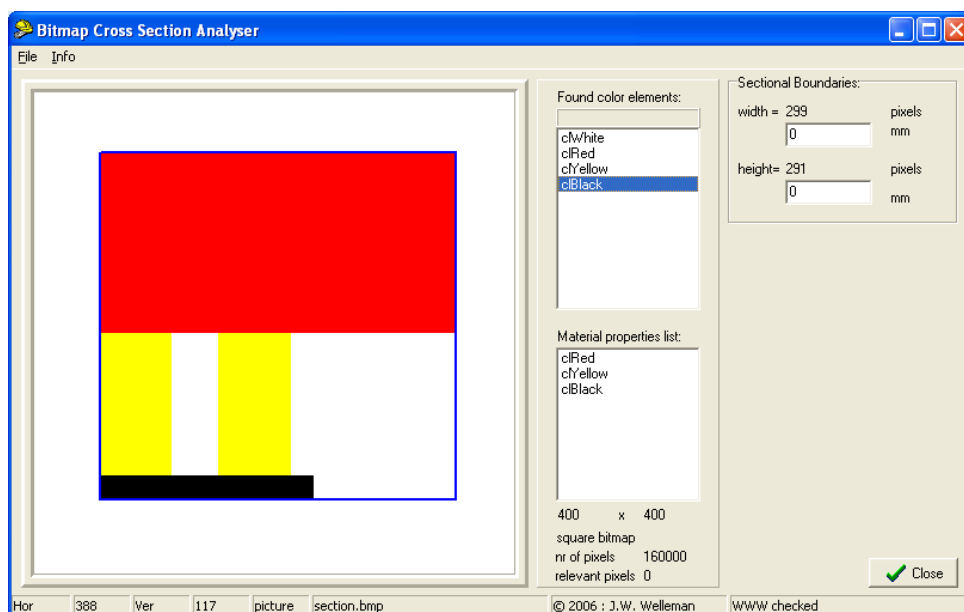 Bitmap Cross Section Analyser
File Info
Found color elements:
clWhite
clRed
clYellow
clBlack
Material properties list:
clRed
clYellow
clBlack
400 x 400
square bitmap
nr of pixels 160000
relevant pixels 0
Sectional Boundaries:
width = 299 pixels
0 mm
height= 291 pixels
0 mm
Close
Hor 388 Ver 117 picture section.bmp © 2006 : J.W. Welleman WWW checked